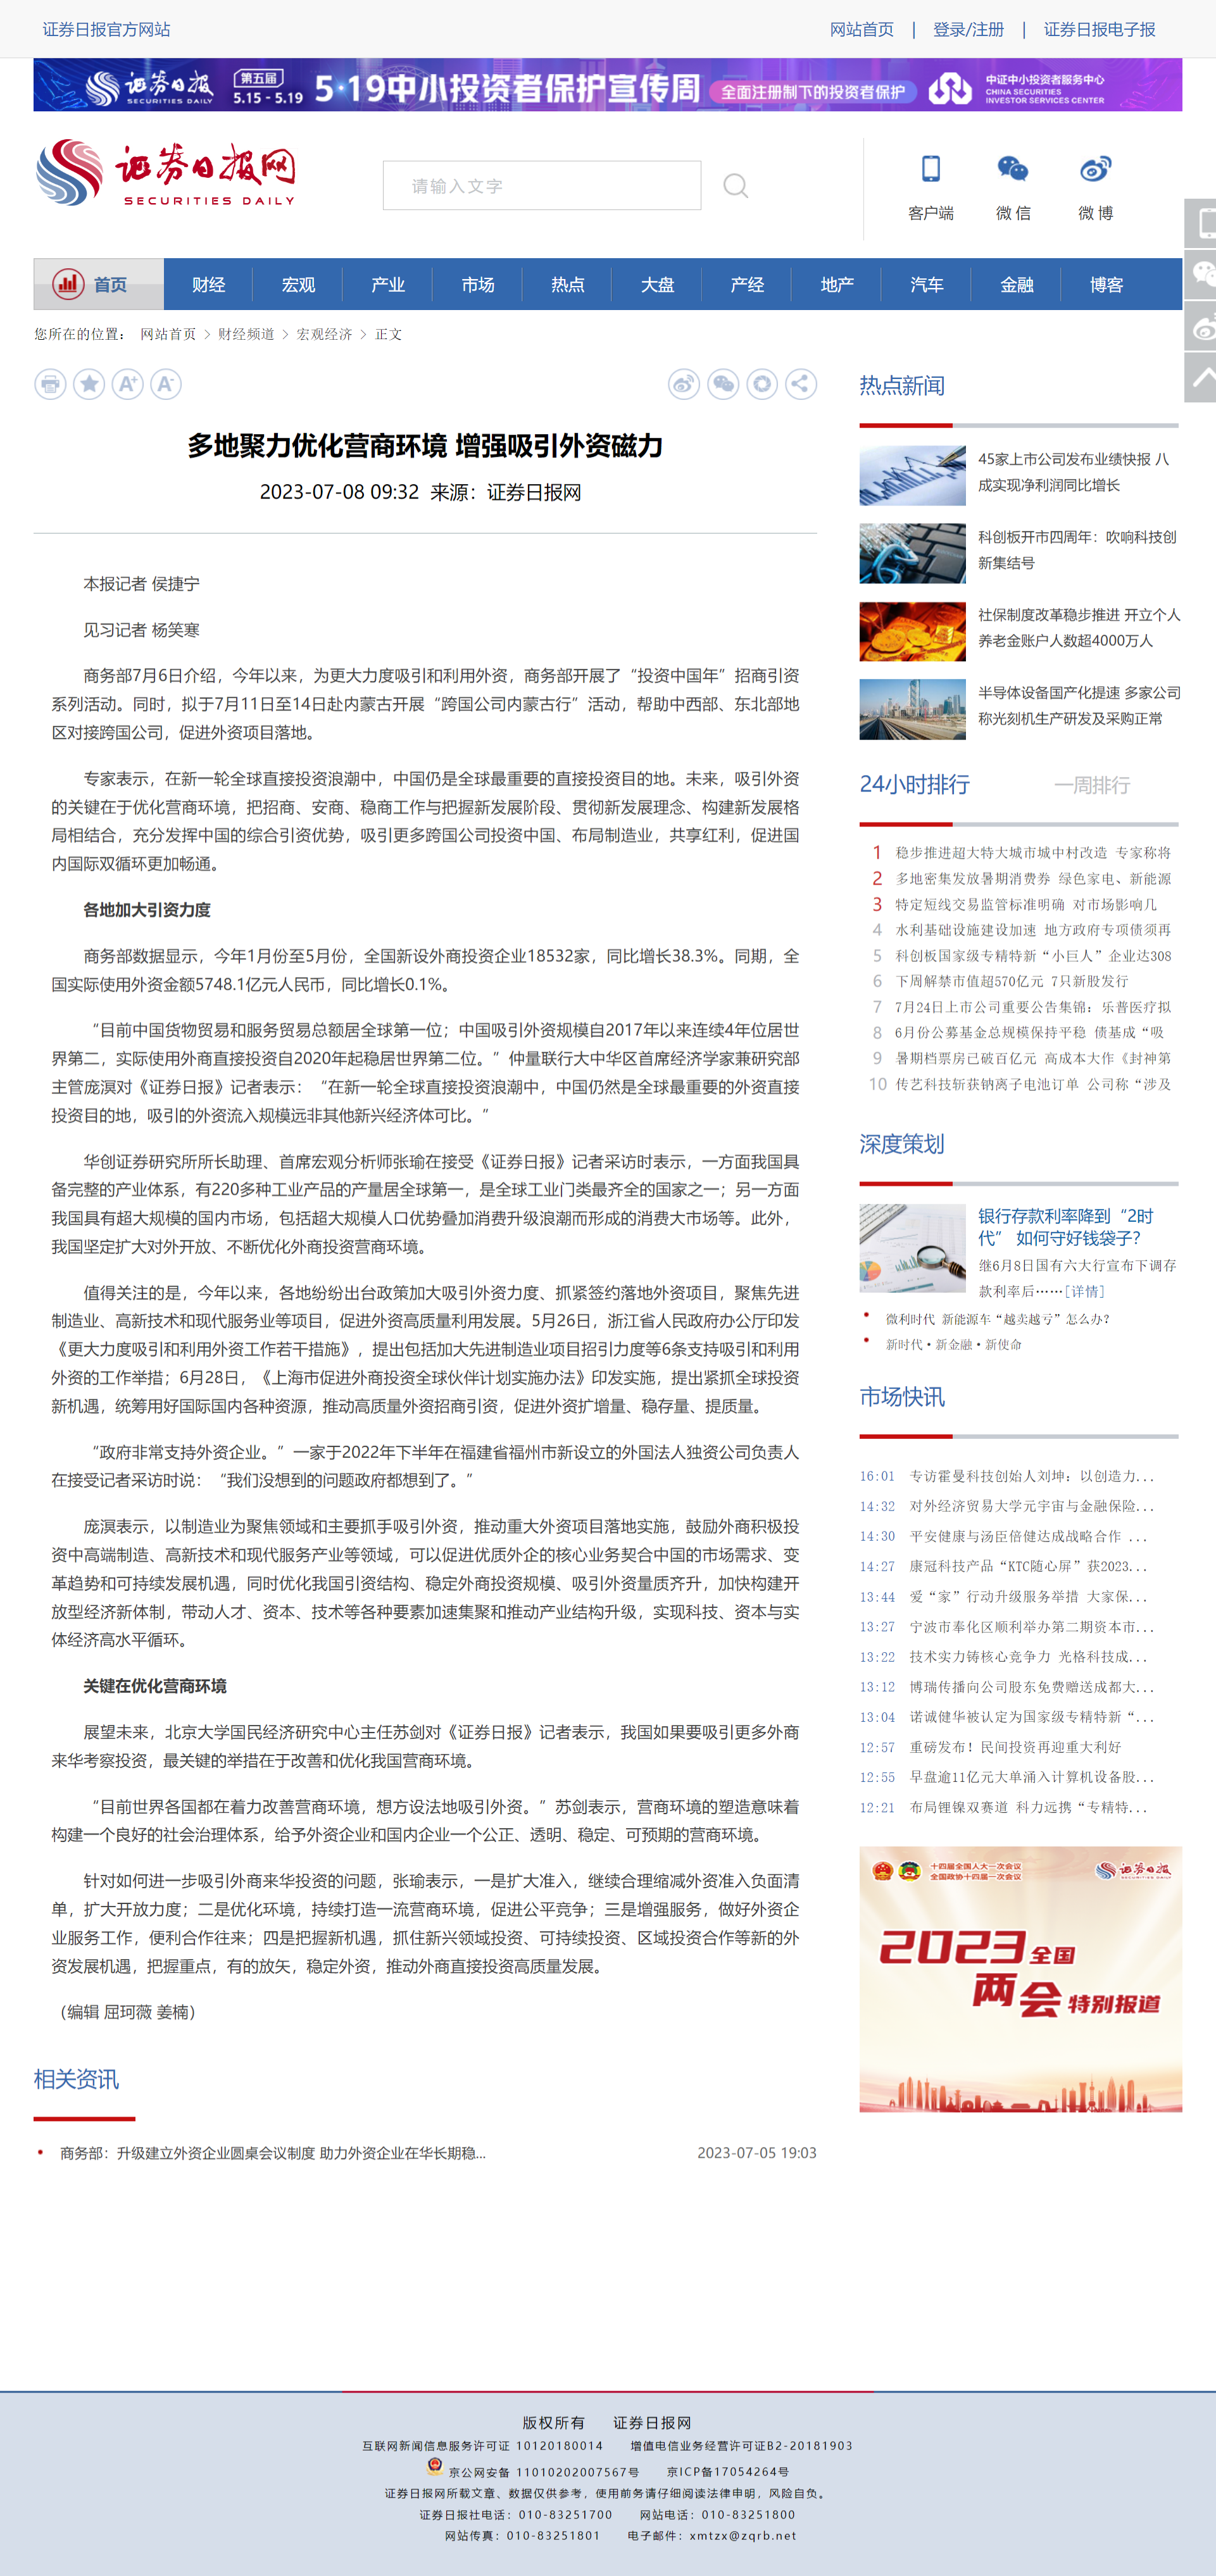 证券日报官方网站
网站首页 | 登录/注册 | 证券日报电子报
证券日报 SECURITIES DAILY 第五届 5.15-5.19 5·19中小投资者保护宣传周 全面注册制下的投资者保护 中证中小投资者服务中心 CHINA SECURITIES INVESTOR SERVICES CENTER
证券日报网
SECURITIES DAILY
请输入文字
客户端 微 信 微 博
首页 财经 宏观 产业 市场 热点 大盘 产经 地产 汽车 金融 博客
您所在的位置： 网站首页 > 财经频道 > 宏观经济 > 正文
多地聚力优化营商环境 增强吸引外资磁力
2023-07-08 09:32 来源：证券日报网
本报记者 侯捷宁
见习记者 杨笑寒
商务部7月6日介绍，今年以来，为更大力度吸引和利用外资，商务部开展了“投资中国年”招商引资
系列活动。同时，拟于7月11日至14日赴内蒙古开展“跨国公司内蒙古行”活动，帮助中西部、东北部地
区对接跨国公司，促进外资项目落地。
专家表示，在新一轮全球直接投资浪潮中，中国仍是全球最重要的直接投资目的地。未来，吸引外资
的关键在于优化营商环境，把招商、安商、稳商工作与把握新发展阶段、贯彻新发展理念、构建新发展格
局相结合，充分发挥中国的综合引资优势，吸引更多跨国公司投资中国、布局制造业，共享红利，促进国
内国际双循环更加畅通。
各地加大引资力度
商务部数据显示，今年1月份至5月份，全国新设外商投资企业18532家，同比增长38.3%。同期，全
国实际使用外资金额5748.1亿元人民币，同比增长0.1%。
“目前中国货物贸易和服务贸易总额居全球第一位；中国吸引外资规模自2017年以来连续4年位居世
界第二，实际使用外商直接投资自2020年起稳居世界第二位。”仲量联行大中华区首席经济学家兼研究部
主管庞溟对《证券日报》记者表示：“在新一轮全球直接投资浪潮中，中国仍然是全球最重要的外资直接
投资目的地，吸引的外资流入规模远非其他新兴经济体可比。”
华创证券研究所所长助理、首席宏观分析师张瑜在接受《证券日报》记者采访时表示，一方面我国具
备完整的产业体系，有220多种工业产品的产量居全球第一，是全球工业门类最齐全的国家之一；另一方面
我国具有超大规模的国内市场，包括超大规模人口优势叠加消费升级浪潮而形成的消费大市场等。此外，
我国坚定扩大对外开放、不断优化外商投资营商环境。
值得关注的是，今年以来，各地纷纷出台政策加大吸引外资力度、抓紧签约落地外资项目，聚焦先进
制造业、高新技术和现代服务业等项目，促进外资高质量利用发展。5月26日，浙江省人民政府办公厅印发
《更大力度吸引和利用外资工作若干措施》，提出包括加大先进制造业项目招引力度等6条支持吸引和利用
外资的工作举措；6月28日，《上海市促进外商投资全球伙伴计划实施办法》印发实施，提出紧抓全球投资
新机遇，统筹用好国际国内各种资源，推动高质量外资招商引资，促进外资扩增量、稳存量、提质量。
“政府非常支持外资企业。”一家于2022年下半年在福建省福州市新设立的外国法人独资公司负责人
在接受记者采访时说：“我们没想到的问题政府都想到了。”
庞溟表示，以制造业为聚焦领域和主要抓手吸引外资，推动重大外资项目落地实施，鼓励外商积极投
资中高端制造、高新技术和现代服务产业等领域，可以促进优质外企的核心业务契合中国的市场需求、变
革趋势和可持续发展机遇，同时优化我国引资结构、稳定外商投资规模、吸引外资量质齐升，加快构建开
放型经济新体制，带动人才、资本、技术等各种要素加速集聚和推动产业结构升级，实现科技、资本与实
体经济高水平循环。
关键在优化营商环境
展望未来，北京大学国民经济研究中心主任苏剑对《证券日报》记者表示，我国如果要吸引更多外商
来华考察投资，最关键的举措在于改善和优化我国营商环境。
“目前世界各国都在着力改善营商环境，想方设法地吸引外资。”苏剑表示，营商环境的塑造意味着
构建一个良好的社会治理体系，给予外资企业和国内企业一个公正、透明、稳定、可预期的营商环境。
针对如何进一步吸引外商来华投资的问题，张瑜表示，一是扩大准入，继续合理缩减外资准入负面清
单，扩大开放力度；二是优化环境，持续打造一流营商环境，促进公平竞争；三是增强服务，做好外资企
业服务工作，便利合作往来；四是把握新机遇，抓住新兴领域投资、可持续投资、区域投资合作等新的外
资发展机遇，把握重点，有的放矢，稳定外资，推动外商直接投资高质量发展。
（编辑 屈珂薇 姜楠）
相关资讯
商务部：升级建立外资企业圆桌会议制度 助力外资企业在华长期稳... 2023-07-05 19:03
热点新闻
45家上市公司发布业绩快报 八
成实现净利润同比增长
科创板开市四周年：吹响科技创
新集结号
社保制度改革稳步推进 开立个人
养老金账户人数超4000万人
半导体设备国产化提速 多家公司
称光刻机生产研发及采购正常
24小时排行 一周排行
1 稳步推进超大特大城市城中村改造 专家称将
2 多地密集发放暑期消费券 绿色家电、新能源
3 特定短线交易监管标准明确 对市场影响几
4 水利基础设施建设加速 地方政府专项债须再
5 科创板国家级专精特新“小巨人”企业达308
6 下周解禁市值超570亿元 7只新股发行
7 7月24日上市公司重要公告集锦：乐普医疗拟
8 6月份公募基金总规模保持平稳 债基成“吸
9 暑期档票房已破百亿元 高成本大作《封神第
10 传艺科技斩获钠离子电池订单 公司称“涉及
深度策划
银行存款利率降到“2时
代” 如何守好钱袋子？
继6月8日国有六大行宣布下调存
款利率后……[详情]
微利时代 新能源车“越卖越亏”怎么办？
新时代·新金融·新使命
市场快讯
16:01 专访霍曼科技创始人刘坤：以创造力...
14:32 对外经济贸易大学元宇宙与金融保险...
14:30 平安健康与汤臣倍健达成战略合作 ...
14:27 康冠科技产品“KTC随心屏”获2023...
13:44 爱“家”行动升级服务举措 大家保...
13:27 宁波市奉化区顺利举办第二期资本市...
13:22 技术实力铸核心竞争力 光格科技成...
13:12 博瑞传播向公司股东免费赠送成都大...
13:04 诺诚健华被认定为国家级专精特新“...
12:57 重磅发布！民间投资再迎重大利好
12:55 早盘逾11亿元大单涌入计算机设备股...
12:21 布局锂镍双赛道 科力远携“专精特...
十四届全国人大一次会议
全国政协十四届一次会议
证券日报
2023全国
两会特别报道
版权所有 证券日报网
互联网新闻信息服务许可证 10120180014 增值电信业务经营许可证B2-20181903
京公网安备 11010202007567号 京ICP备17054264号
证券日报网所载文章、数据仅供参考，使用前务请仔细阅读法律申明，风险自负。
证券日报社电话：010-83251700 网站电话：010-83251800
网站传真：010-83251801 电子邮件：xmtzx@zqrb.net